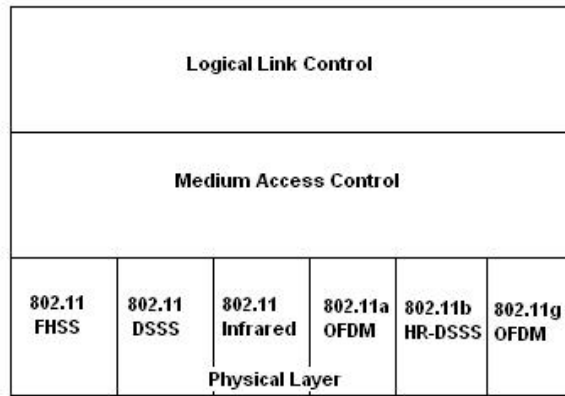 Logical Link Control
Medium Access Control
802.11
FHSS
802.11
DSSS
802.11
Infrared
802.11a
OFDM
802.11b
HR-DSSS
802.11g
OFDM
Physical Layer